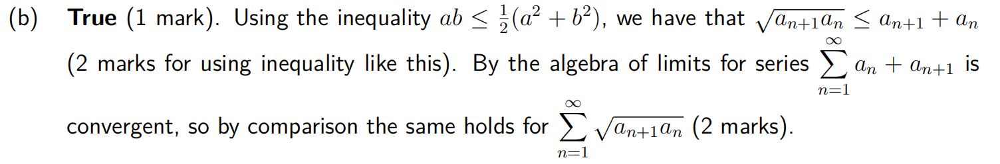 (b) True (1 mark). Using the inequality $ab \leq \frac{1}{2}(a^2 + b^2)$, we have that $\sqrt{a_{n+1}a_n} \leq a_{n+1} + a_n$
(2 marks for using inequality like this). By the algebra of limits for series $\sum_{n=1}^{\infty} a_n + a_{n+1}$ is
convergent, so by comparison the same holds for $\sum_{n=1}^{\infty} \sqrt{a_{n+1}a_n}$ (2 marks).